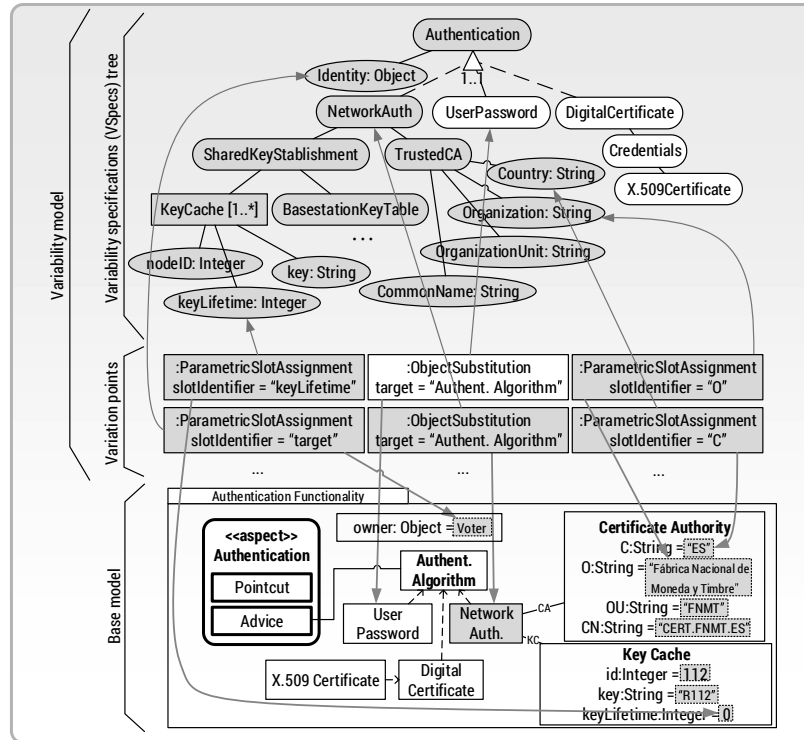 Variability model
Variability specifications (VSpecs) tree
Authentication
1..1
Identity: Object
NetworkAuth
UserPassword
DigitalCertificate
SharedKeyStablishment
TrustedCA
Credentials
Country: String
X.509Certificate
KeyCache [1..*]
BasestationKeyTable
Organization: String
...
nodeID: Integer
key: String
OrganizationUnit: String
keyLifetime: Integer
CommonName: String
Variation points
:ParametricSlotAssignment
slotIdentifier = “keyLifetime”
:ObjectSubstitution
target = “Authent. Algorithm”
:ParametricSlotAssignment
slotIdentifier = “O”
:ParametricSlotAssignment
slotIdentifier = “target”
:ObjectSubstitution
target = “Authent. Algorithm”
:ParametricSlotAssignment
slotIdentifier = “C”
...
...
...
Base model
Authentication Functionality
<<aspect>>
Authentication
Pointcut
Advice
owner: Object = Voter
Authent.
Algorithm
User
Password
Network
Auth.
CA
KC
X.509 Certificate
Digital
Certificate
Certificate Authority
C:String = “ES”
O:String = “Fábrica Nacional de
Moneda y Timbre”
OU:String = “FNMT”
CN:String = “CERT.FNMT.ES”
Key Cache
id:Integer = 112
key:String = “R112”
keyLifetime:Integer = 0